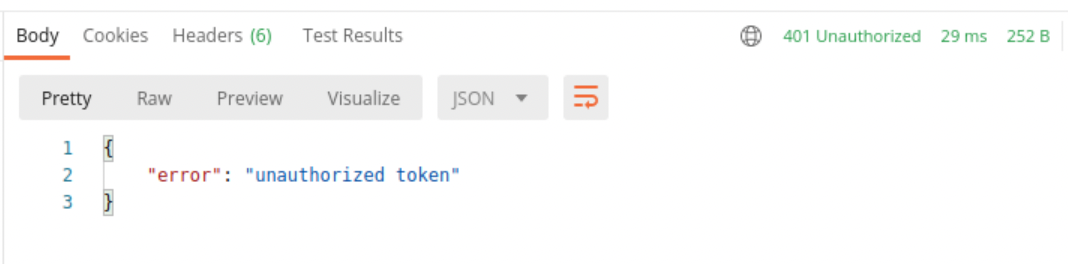 Body Cookies Headers (6) Test Results 401 Unauthorized 29 ms 252 B
Pretty Raw Preview Visualize JSON
1 {
2 "error": "unauthorized token"
3 }